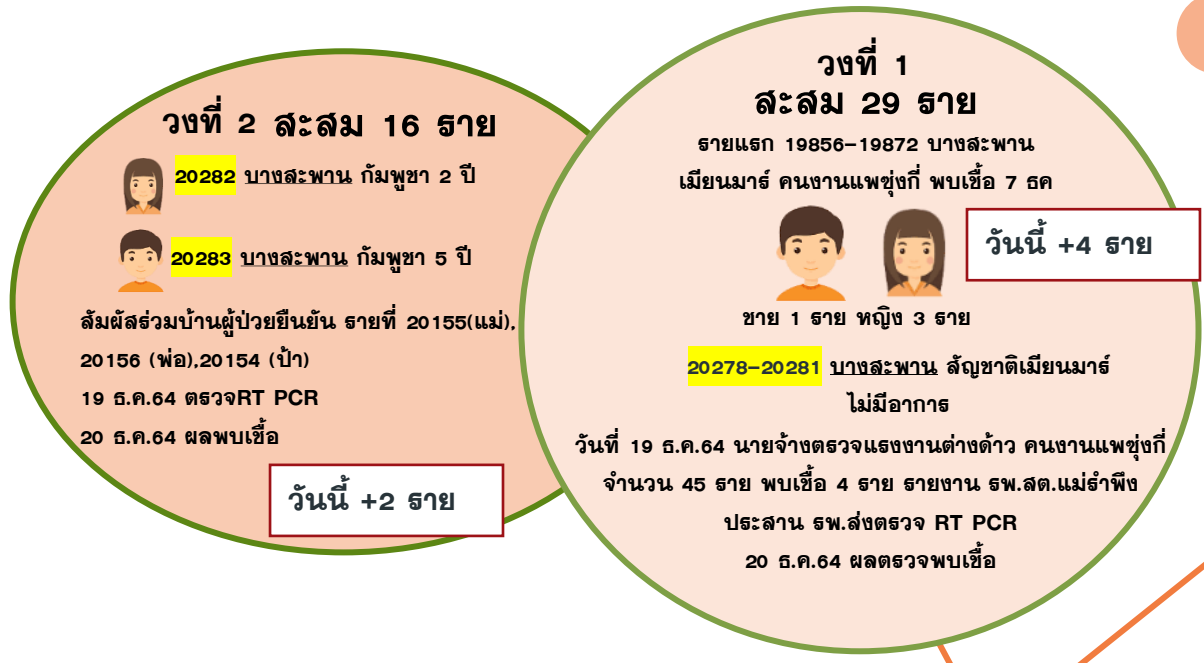 วงที่ 2 สะสม 16 ราย
20282 บางสะพาน กัมพูชา 2 ปี
20283 บางสะพาน กัมพูชา 5 ปี
สัมผัสร่วมบ้านผู้ป่วยยืนยัน รายที่ 20155(แม่),
20156 (พ่อ),20154 (ป้า)
19 ธ.ค.64 ตรวจRT PCR
20 ธ.ค.64 ผลพบเชื้อ
วันนี้ +2 ราย
วงที่ 1
สะสม 29 ราย
รายแรก 19856-19872 บางสะพาน
เมียนมาร์ คนงานแพซุ่งกี่ พบเชื้อ 7 ธค
วันนี้ +4 ราย
ชาย 1 ราย หญิง 3 ราย
20278-20281 บางสะพาน สัญชาติเมียนมาร์
ไม่มีอาการ
วันที่ 19 ธ.ค.64 นายจ้างตรวจแรงงานต่างด้าว คนงานแพซุ่งกี่
จำนวน 45 ราย พบเชื้อ 4 ราย รายงาน รพ.สต.แม่รำพึง
ประสาน รพ.ส่งตรวจ RT PCR
20 ธ.ค.64 ผลตรวจพบเชื้อ